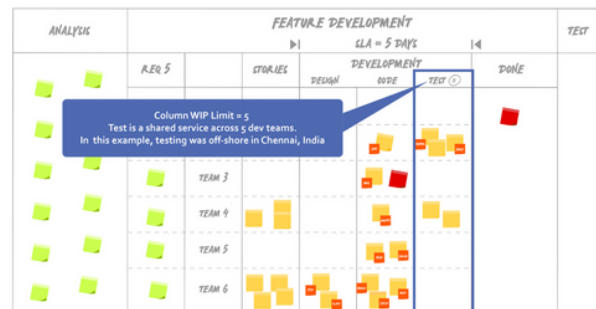 ANALYSIS
FEATURE DEVELOPMENT
SLA = 5 DAYS
TEST
REQ 5
STORIES
DEVELOPMENT
DONE
DESIGN
CODE
TEST 5
Column WIP Limit = 5
Test is a shared service across 5 dev teams.
In this example, testing was off-shore in Chennai, India
TEAM 3
TEAM 4
TEAM 5
TEAM 6